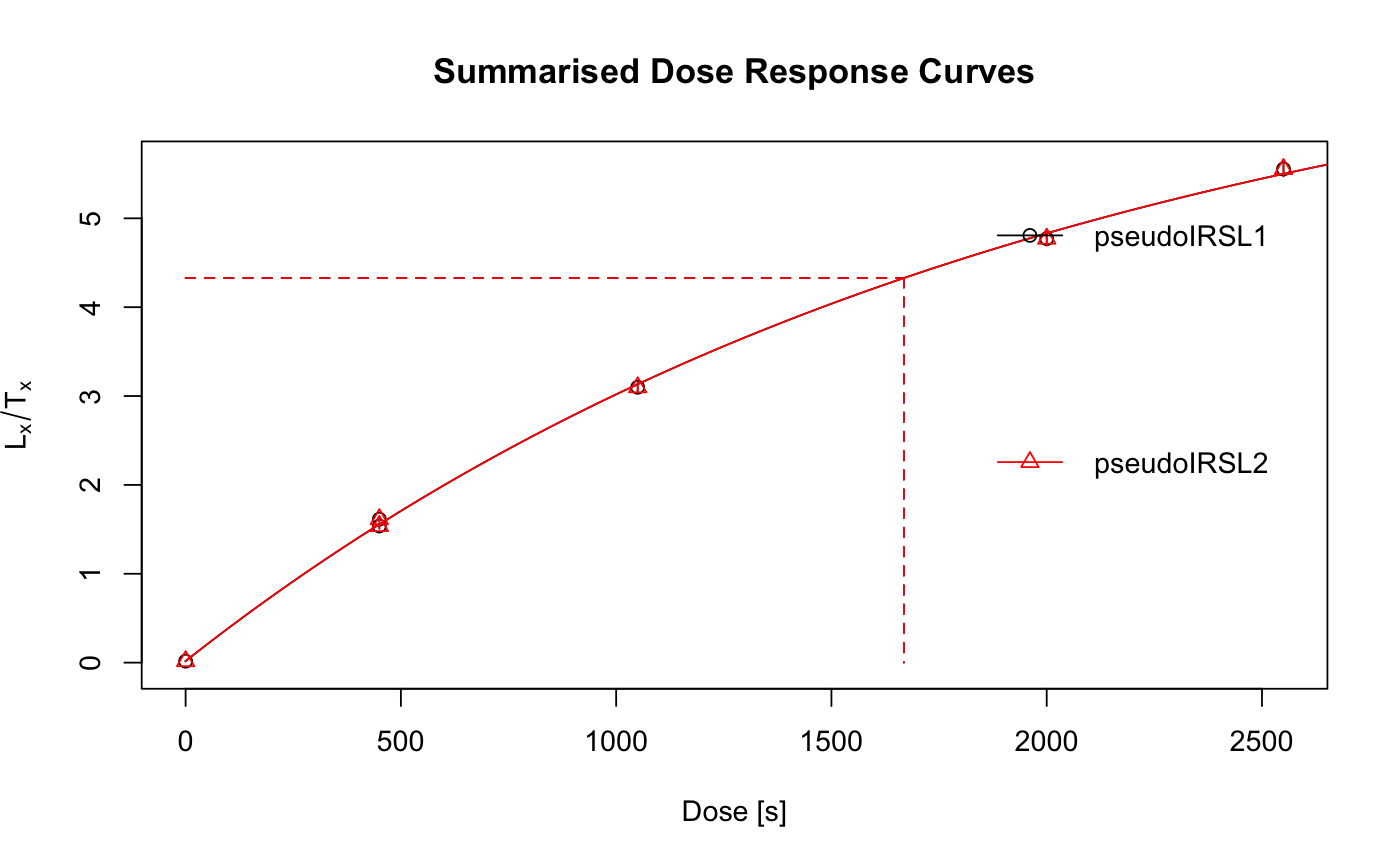 Summarised Dose Response Curves
Lx/Tx
5
4
3
2
1
0
pseudoIRSL1
pseudoIRSL2
0 500 1000 1500 2000 2500
Dose [s]